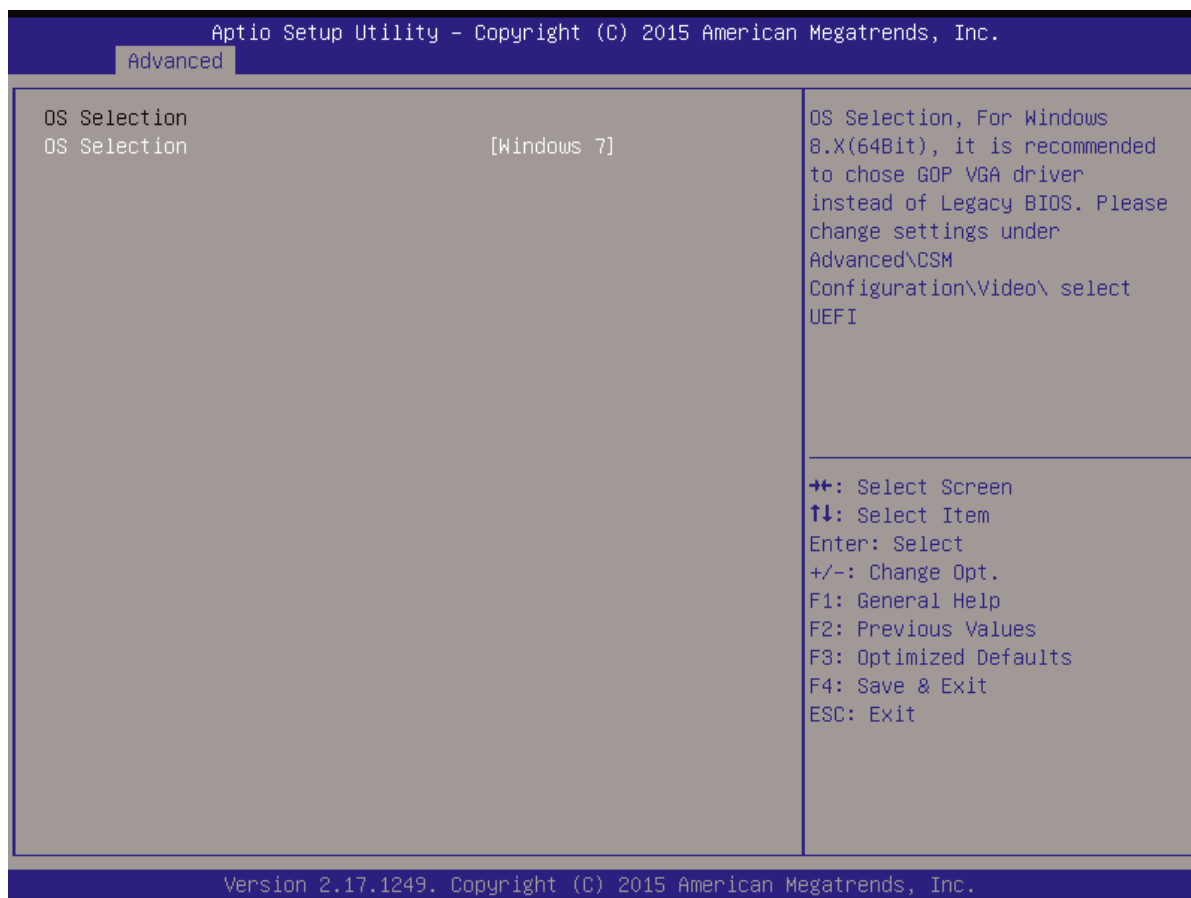 Aptio Setup Utility – Copyright (C) 2015 American Megatrends, Inc.
Advanced
OS Selection
OS Selection [Windows 7]
OS Selection, For Windows
8.X(64Bit), it is recommended
to chose GOP VGA driver
instead of Legacy BIOS. Please
change settings under
Advanced\CSM
Configuration\Video\ select
UEFI
→←: Select Screen
↑↓: Select Item
Enter: Select
+/-: Change Opt.
F1: General Help
F2: Previous Values
F3: Optimized Defaults
F4: Save & Exit
ESC: Exit
Version 2.17.1249. Copyright (C) 2015 American Megatrends, Inc.